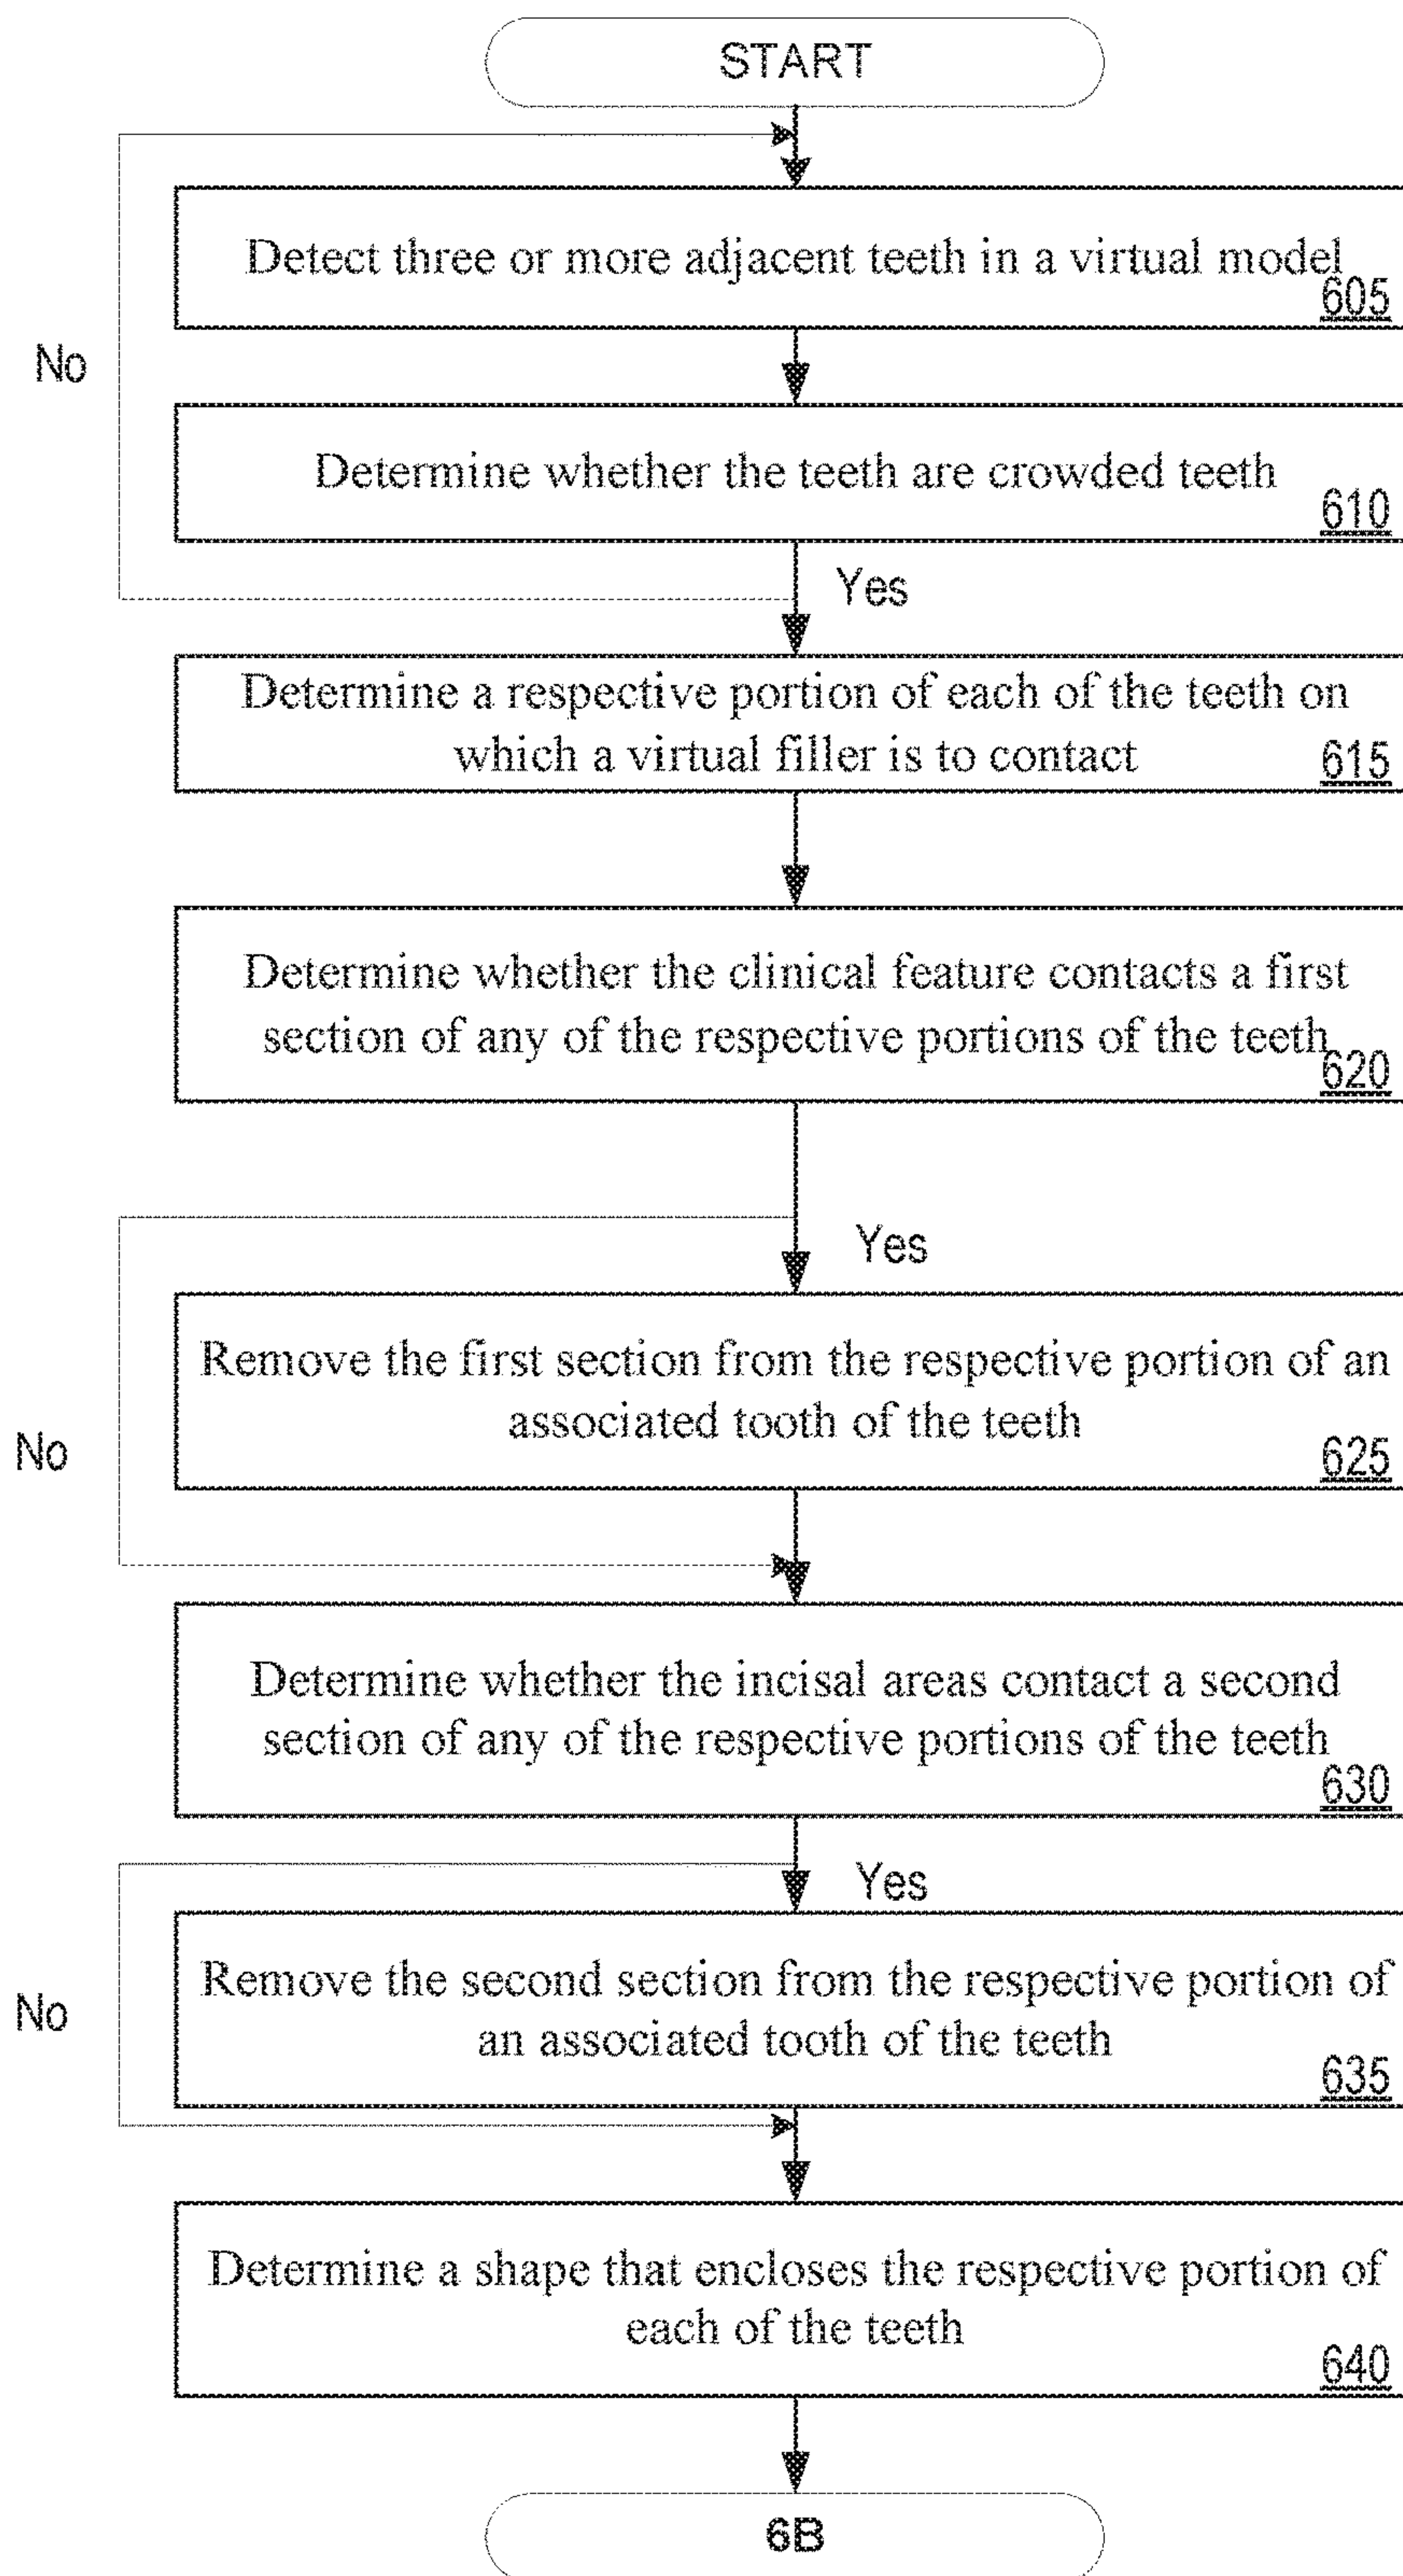 START
Detect three or more adjacent teeth in a virtual model
605
No
Determine whether the teeth are crowded teeth
610
Yes
Determine a respective portion of each of the teeth on
which a virtual filler is to contact
615
Determine whether the clinical feature contacts a first
section of any of the respective portions of the teeth
620
Yes
Remove the first section from the respective portion of an
associated tooth of the teeth
No
625
Determine whether the incisal areas contact a second
section of any of the respective portions of the teeth
630
Yes
Remove the second section from the respective portion of
No
an associated tooth of the teeth
635
Determine a shape that encloses the respective portion of
each of the teeth
640
6B